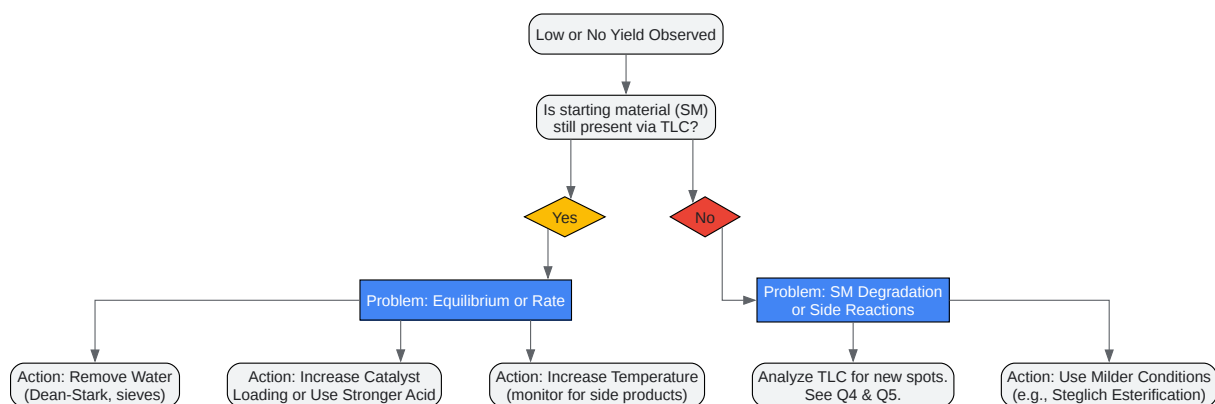 Low or No Yield Observed
Is starting material (SM)
still present via TLC?
Yes
No
Problem: Equilibrium or Rate
Problem: SM Degradation
or Side Reactions
Action: Remove Water
(Dean-Stark, sieves)
Action: Increase Catalyst
Loading or Use Stronger Acid
Action: Increase Temperature
(monitor for side products)
Analyze TLC for new spots.
See Q4 & Q5.
Action: Use Milder Conditions
(e.g., Steglich Esterification)